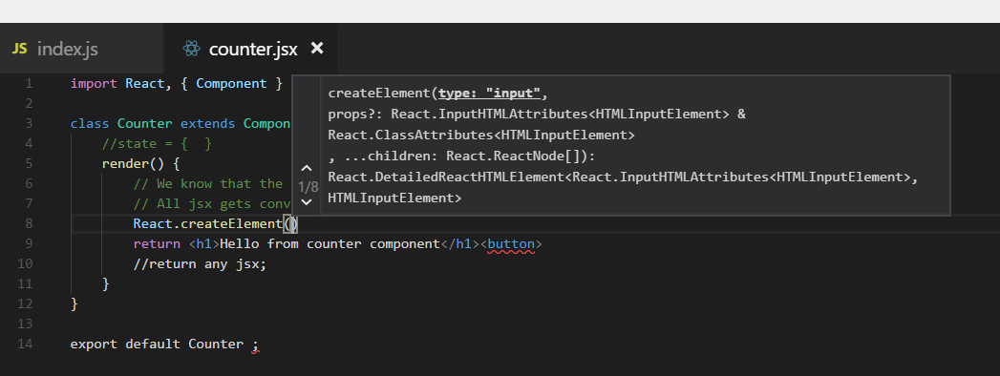 JS index.js
counter.jsx ×
1 import React, { Component }
2
3 class Counter extends Compon
4 //state = { }
5 render() {
6 // We know that the
7 // All jsx gets conv
8 React.createElement()
9 return <h1>Hello from counter component</h1><button>
10 //return any jsx;
11 }
12 }
13
14 export default Counter ;
createElement(type: "input",
props?: React.InputHTMLAttributes<HTMLInputElement> &
React.ClassAttributes<HTMLInputElement>
, ...children: React.ReactNode[]):
1/8
React.DetailedReactHTMLElement<React.InputHTMLAttributes<HTMLInputElement>,
HTMLInputElement>